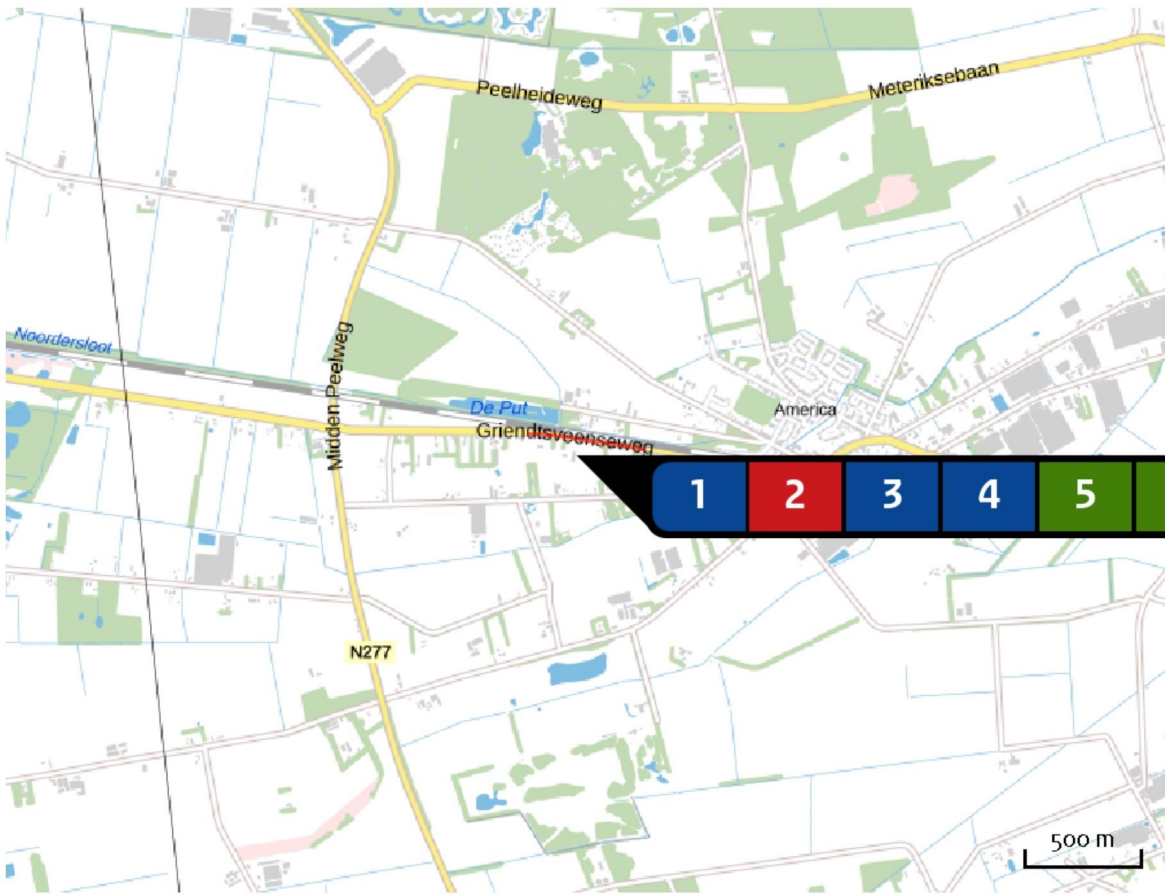 Peelheideweg
Meteriksebaan
Noordersloot
Midden Peelweg
De Put
America
Griendtsveenseweg
1 2 3 4 5
N277
500 m